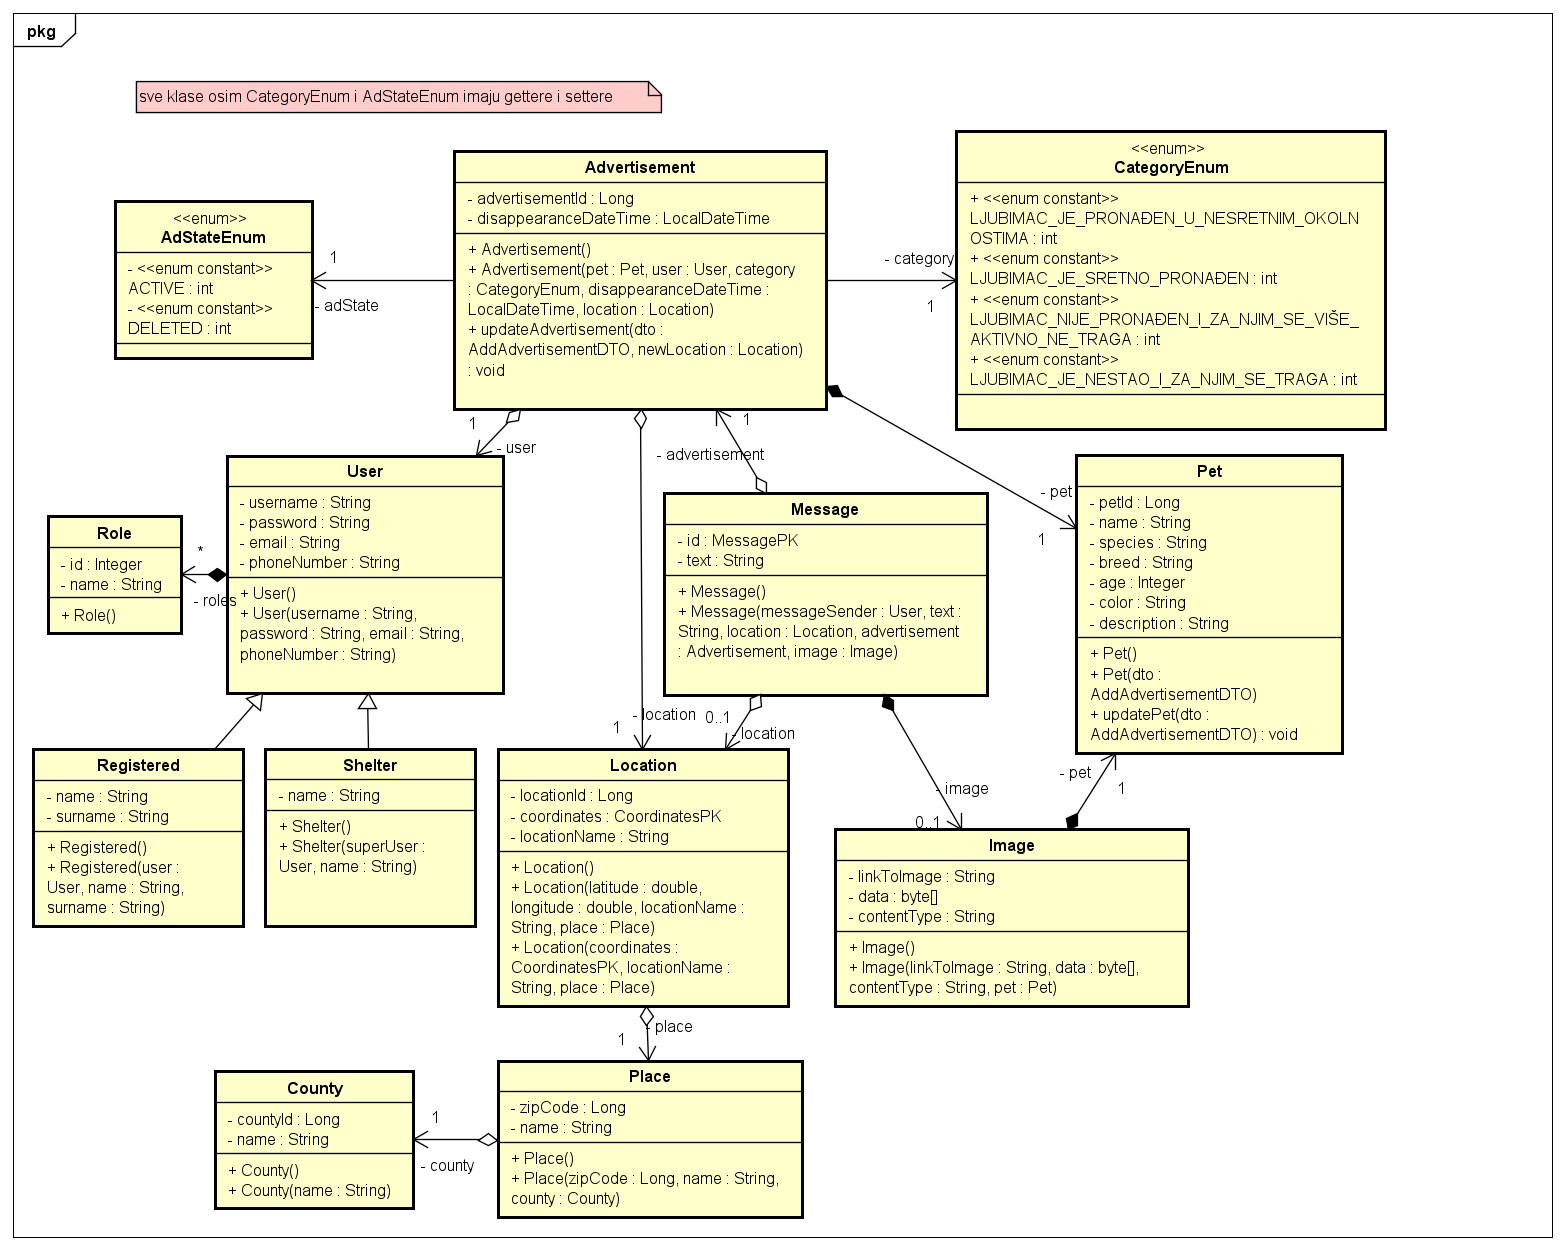 pkg
sve klase osim CategoryEnum i AdStateEnum imaju gettere i settere
<<enum>>
AdStateEnum
- <<enum constant>>
ACTIVE : int
- <<enum constant>>
DELETED : int
1
- adState
Advertisement
- advertisementId : Long
- disappearanceDateTime : LocalDateTime
+ Advertisement()
+ Advertisement(pet : Pet, user : User, category
: CategoryEnum, disappearanceDateTime :
LocalDateTime, location : Location)
+ updateAdvertisement(dto :
AddAdvertisementDTO, newLocation : Location)
: void
- category
1
<<enum>>
CategoryEnum
+ <<enum constant>>
LJUBIMAC_JE_PRONAĐEN_U_NESRETNIM_OKOLN
OSTIMA : int
+ <<enum constant>>
LJUBIMAC_JE_SRETNO_PRONAĐEN : int
+ <<enum constant>>
LJUBIMAC_NIJE_PRONAĐEN_I_ZA_NJIM_SE_VIŠE_
AKTIVNO_NE_TRAGA : int
+ <<enum constant>>
LJUBIMAC_JE_NESTAO_I_ZA_NJIM_SE_TRAGA : int
1
- user
1
- advertisement
- pet
1
Role
- id : Integer
- name : String
+ Role()
*
- roles
User
- username : String
- password : String
- email : String
- phoneNumber : String
+ User()
+ User(username : String,
password : String, email : String,
phoneNumber : String)
Message
- id : MessagePK
- text : String
+ Message()
+ Message(messageSender : User, text :
String, location : Location, advertisement
: Advertisement, image : Image)
Pet
- petId : Long
- name : String
- species : String
- breed : String
- age : Integer
- color : String
- description : String
+ Pet()
+ Pet(dto :
AddAdvertisementDTO)
+ updatePet(dto :
AddAdvertisementDTO) : void
1
- location
0..1
- location
- image
0..1
- pet
1
Registered
- name : String
- surname : String
+ Registered()
+ Registered(user :
User, name : String,
surname : String)
Shelter
- name : String
+ Shelter()
+ Shelter(superUser :
User, name : String)
Location
- locationId : Long
- coordinates : CoordinatesPK
- locationName : String
+ Location()
+ Location(latitude : double,
longitude : double, locationName :
String, place : Place)
+ Location(coordinates :
CoordinatesPK, locationName :
String, place : Place)
Image
- linkToImage : String
- data : byte[]
- contentType : String
+ Image()
+ Image(linkToImage : String, data : byte[],
contentType : String, pet : Pet)
- place
1
County
- countyId : Long
- name : String
+ County()
+ County(name : String)
1
- county
Place
- zipCode : Long
- name : String
+ Place()
+ Place(zipCode : Long, name : String,
county : County)